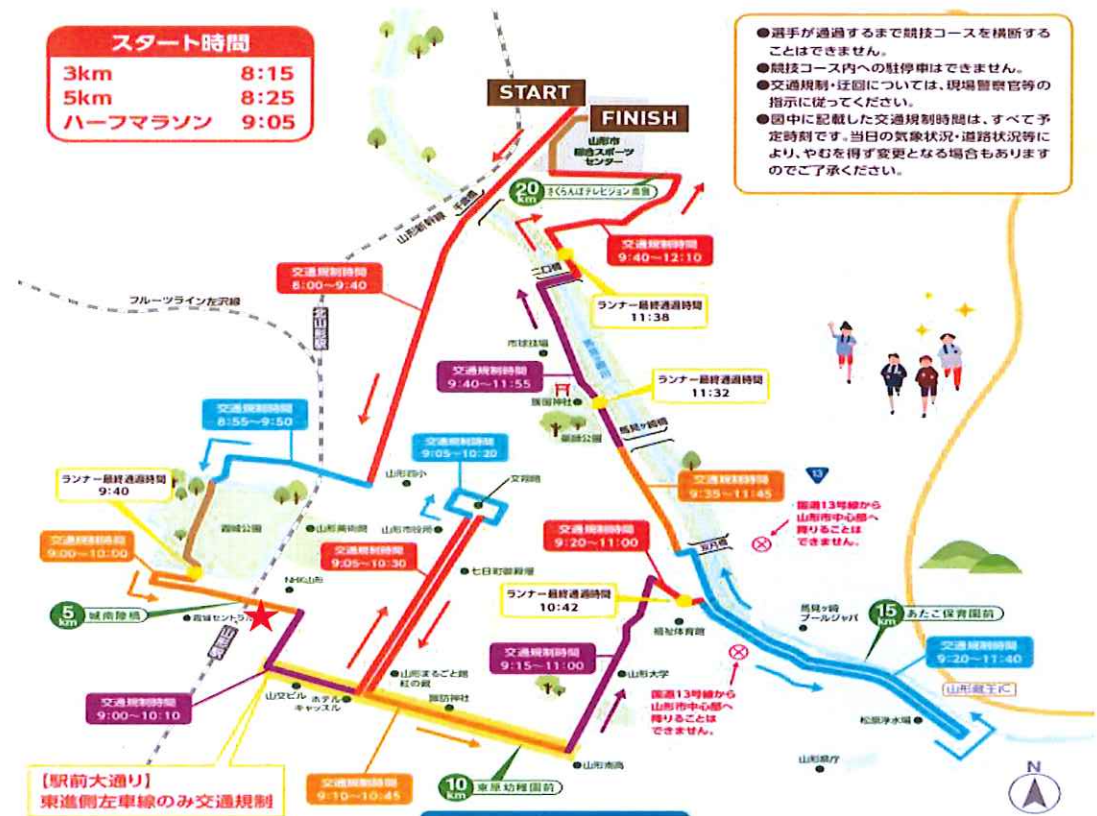 スタート時間
3km 8:15
5km 8:25
ハーフマラソン 9:05
START
FINISH
山形市
総合スポーツ
センター
●選手が通過するまで競技コースを横断する
ことはできません。
●競技コース内への駐停車はできません。
●交通規制・迂回については、現場警察官等の
指示に従ってください。
●図中に記載した交通規制時間は、すべて予
定時刻です。当日の気象状況・道路状況等に
より、やむを得ず変更となる場合もあります
のでご了承ください。
20km さくらんぼテレビジョン南側
千歳橋
山形新幹線
交通規制時間
9:40~12:10
二口橋
交通規制時間
8:00~9:40
ランナー最終通過時間
11:38
フルーツライン左沢線
北山形駅
市球技場
馬見ヶ崎川
交通規制時間
9:40~11:55
ランナー最終通過時間
11:32
護国神社
薬師公園
馬見ヶ崎橋
交通規制時間
8:55~9:50
交通規制時間
9:05~10:20
山形四小
文翔館
13
交通規制時間
9:35~11:45
国道13号線から
山形市中心部へ
降りることは
できません。
ランナー最終通過時間
9:40
霞城公園
山形美術館
山形市役所
交通規制時間
9:20~11:00
双月橋
交通規制時間
9:00~10:00
交通規制時間
9:05~10:30
七日町御殿堰
NHK山形
ランナー最終通過時間
10:42
馬見ヶ崎
プールジャバ
15km あたご保育園前
5km 城南陸橋
霞城セントラル
福祉体育館
山形駅
交通規制時間
9:15~11:00
山形大学
交通規制時間
9:20~11:40
国道13号線から
山形市中心部へ
降りることは
できません。
山形蔵王IC
山形まるごと館
紅の蔵
諏訪神社
山交ビル
ホテル
キャッスル
交通規制時間
9:00~10:10
松原浄水場
山形県庁
山形南高
【駅前大通り】
東進側左車線のみ交通規制
交通規制時間
9:10~10:45
10km 東原幼稚園前
N